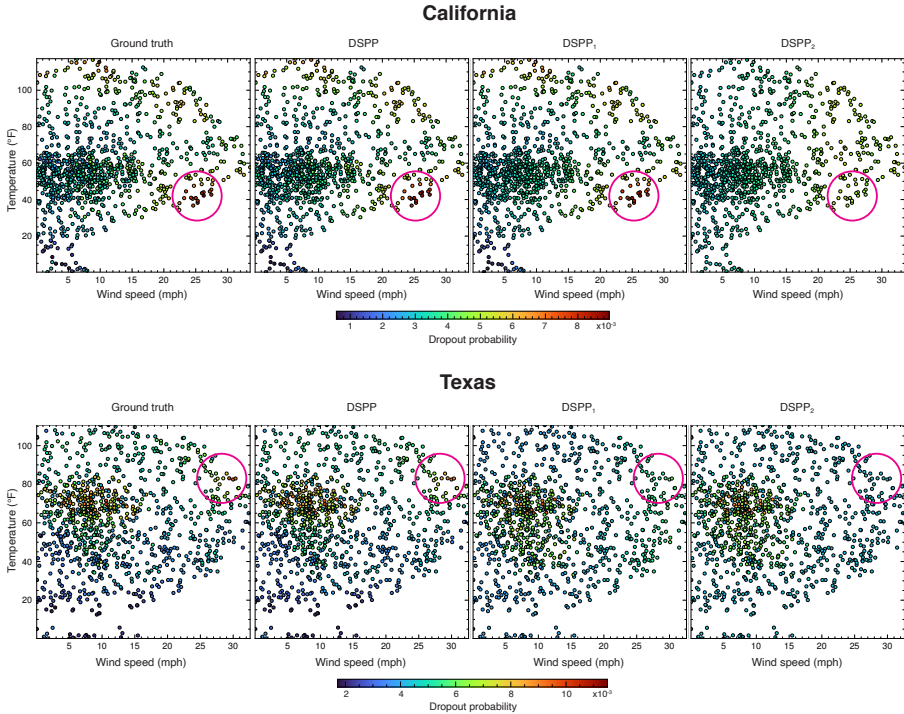 California
Ground truth DSPP DSPP₁ DSPP₂
Temperature (°F)
100
80
60
40
20
5 10 15 20 25 30 5 10 15 20 25 30 5 10 15 20 25 30 5 10 15 20 25 30
Wind speed (mph) Wind speed (mph) Wind speed (mph) Wind speed (mph)
1 2 3 4 5 6 7 8 x10⁻³
Dropout probability
Texas
Ground truth DSPP DSPP₁ DSPP₂
Temperature (°F)
100
80
60
40
20
5 10 15 20 25 30 5 10 15 20 25 30 5 10 15 20 25 30 5 10 15 20 25 30
Wind speed (mph) Wind speed (mph) Wind speed (mph) Wind speed (mph)
2 4 6 8 10 x10⁻³
Dropout probability